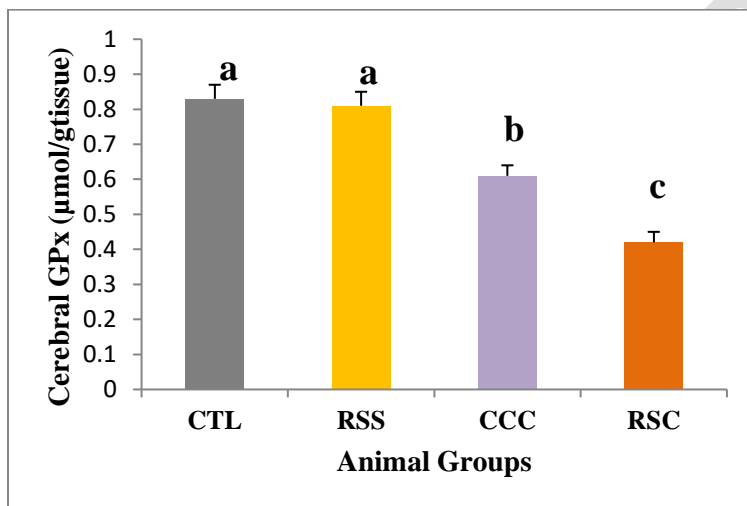 Cerebral GPx (µmol/gtissue)
1
0.9
0.8
0.7
0.6
0.5
0.4
0.3
0.2
0.1
0
a
a
b
c
CTL RSS CCC RSC
Animal Groups